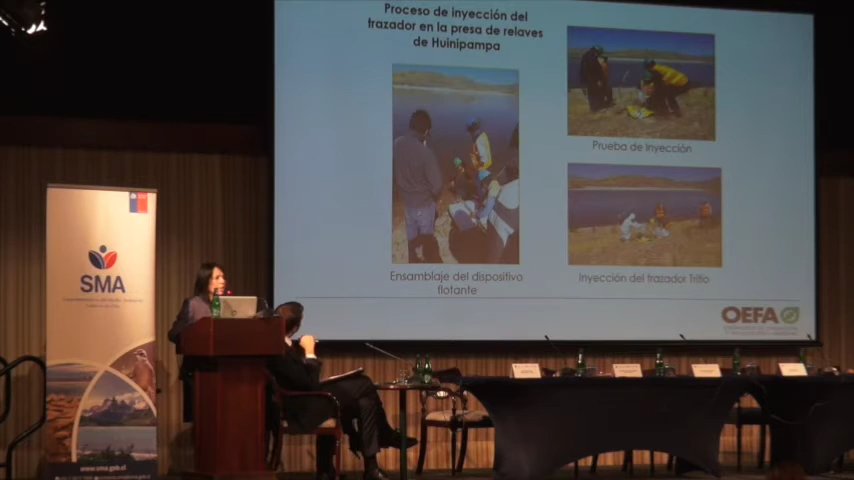 Proceso de inyección del
trazador en la presa de relaves
de Huinipampa
Prueba de Inyección
Ensamblaje del dispositivo
flotante
Inyección del trazador Tritio
OEFA
SMA
www.sma.gob.cl